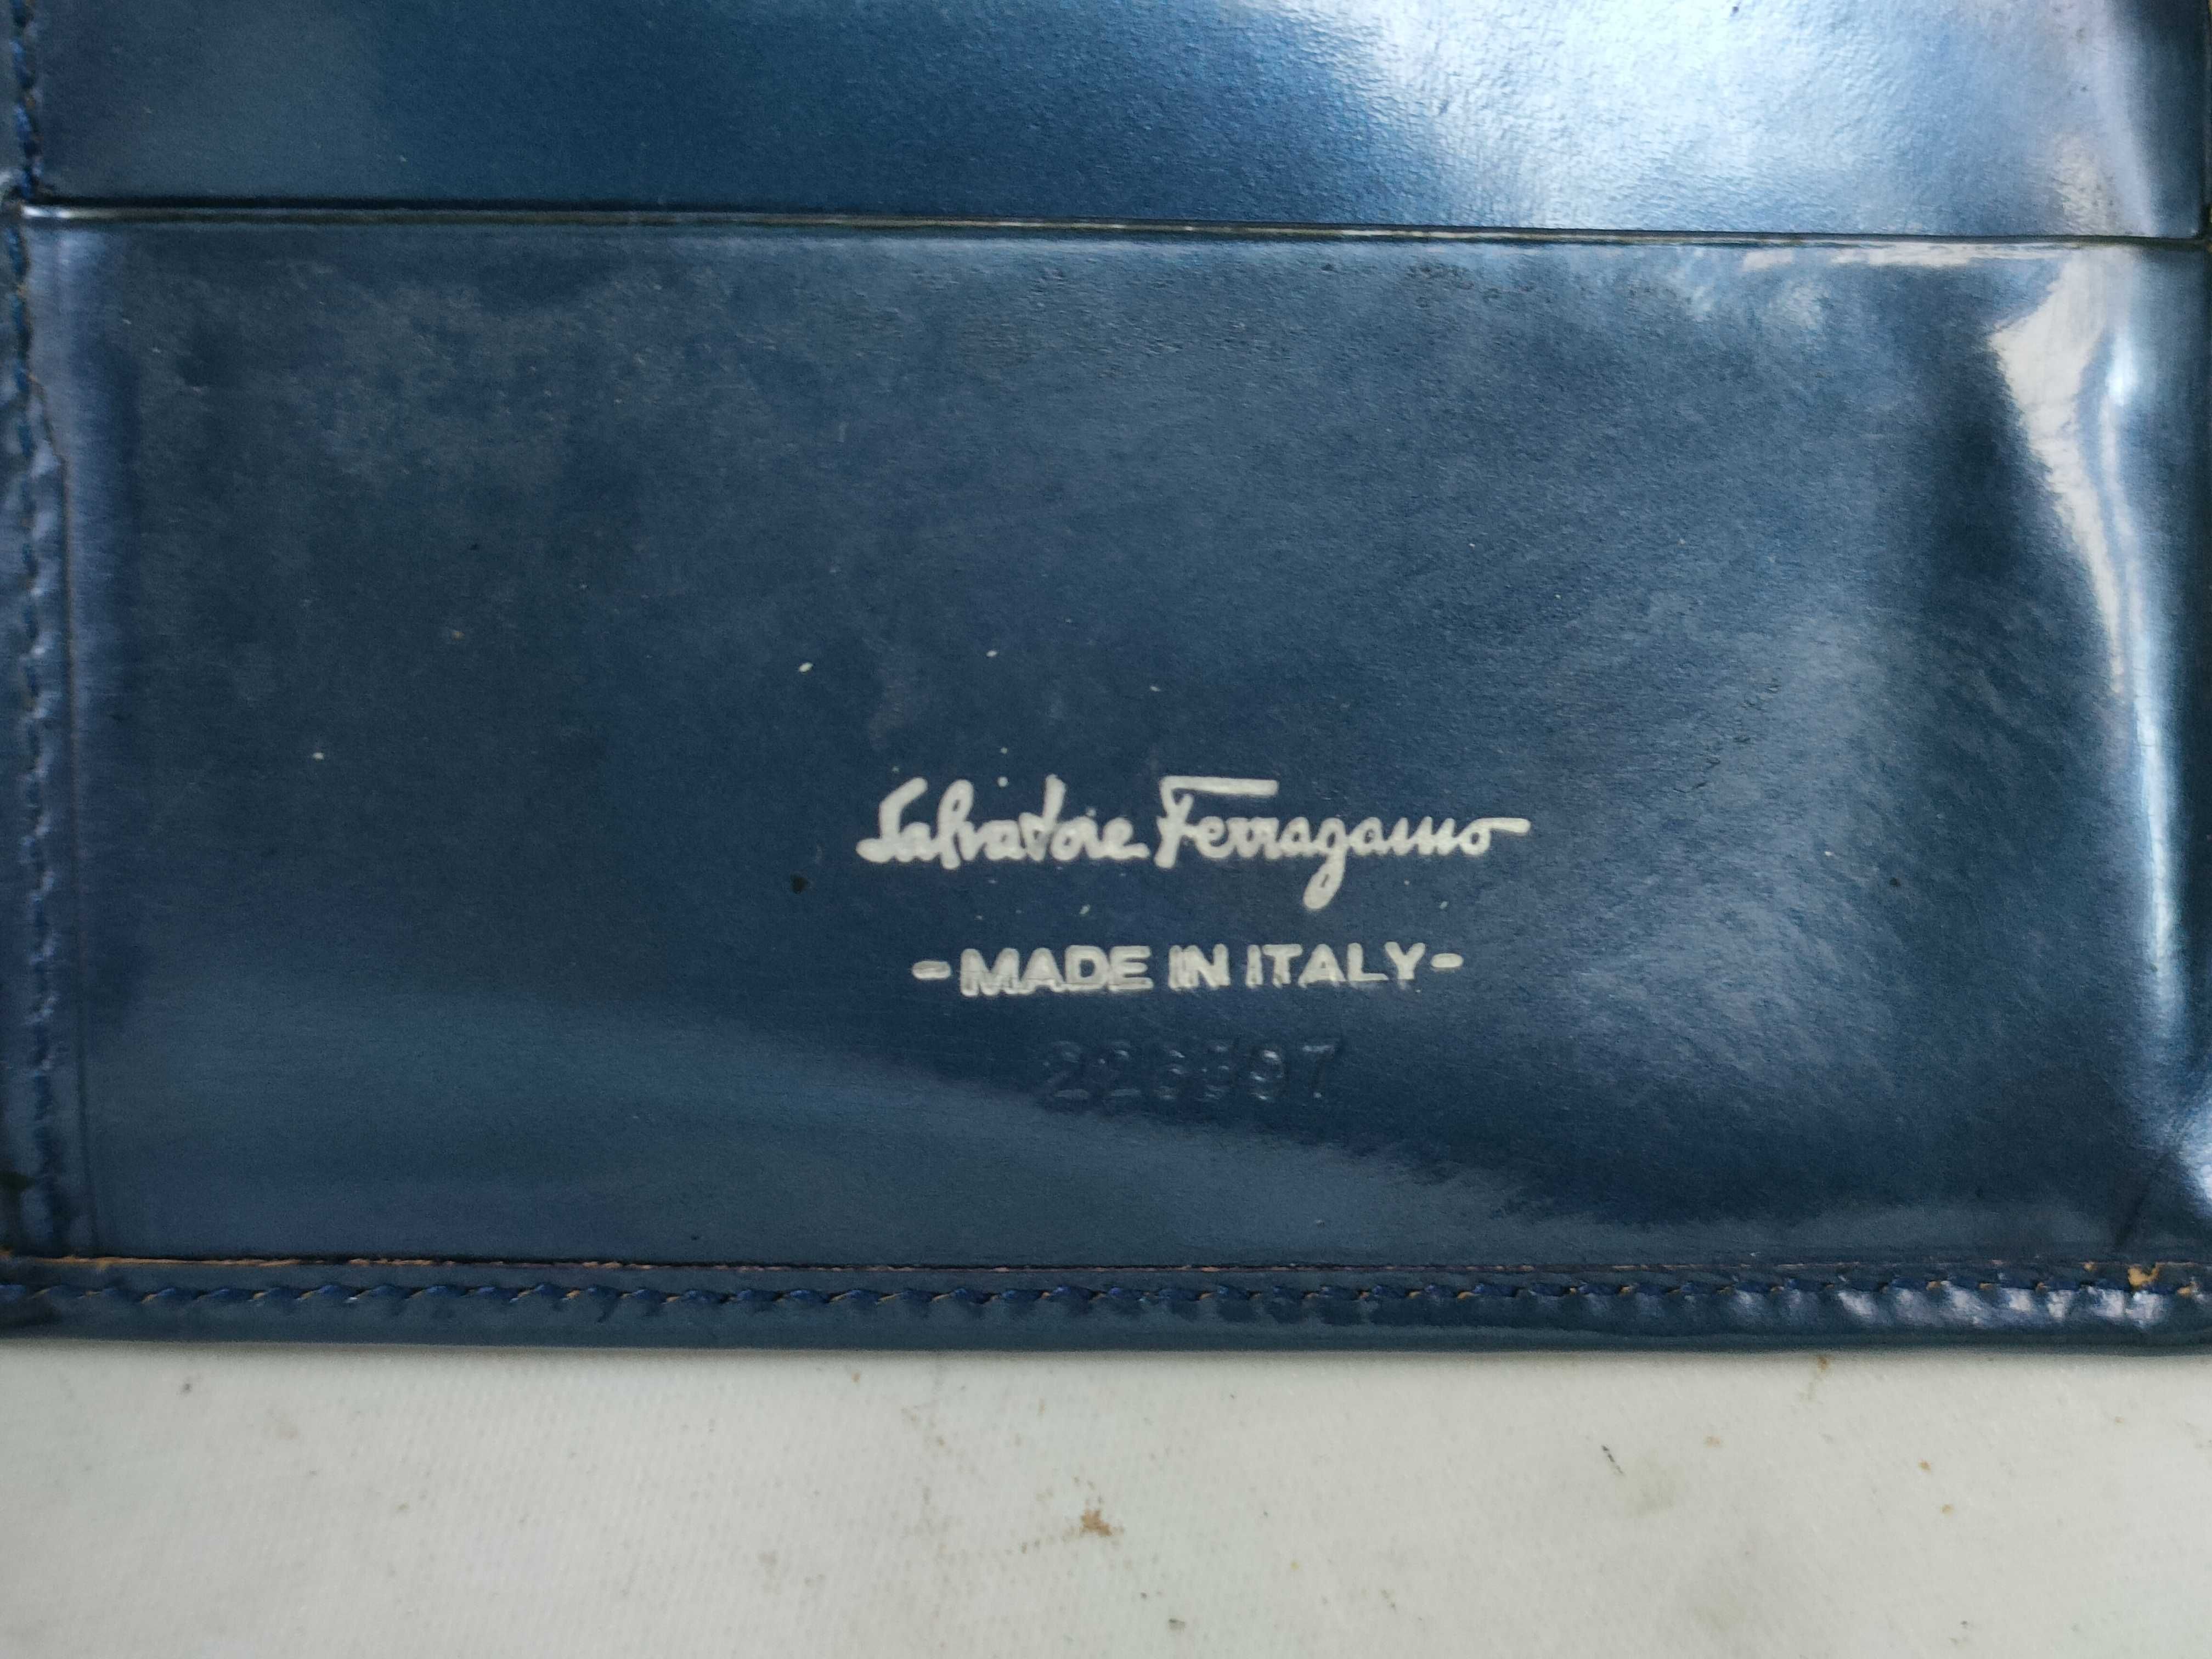 Salvatore Ferragamo
-MADE IN ITALY-